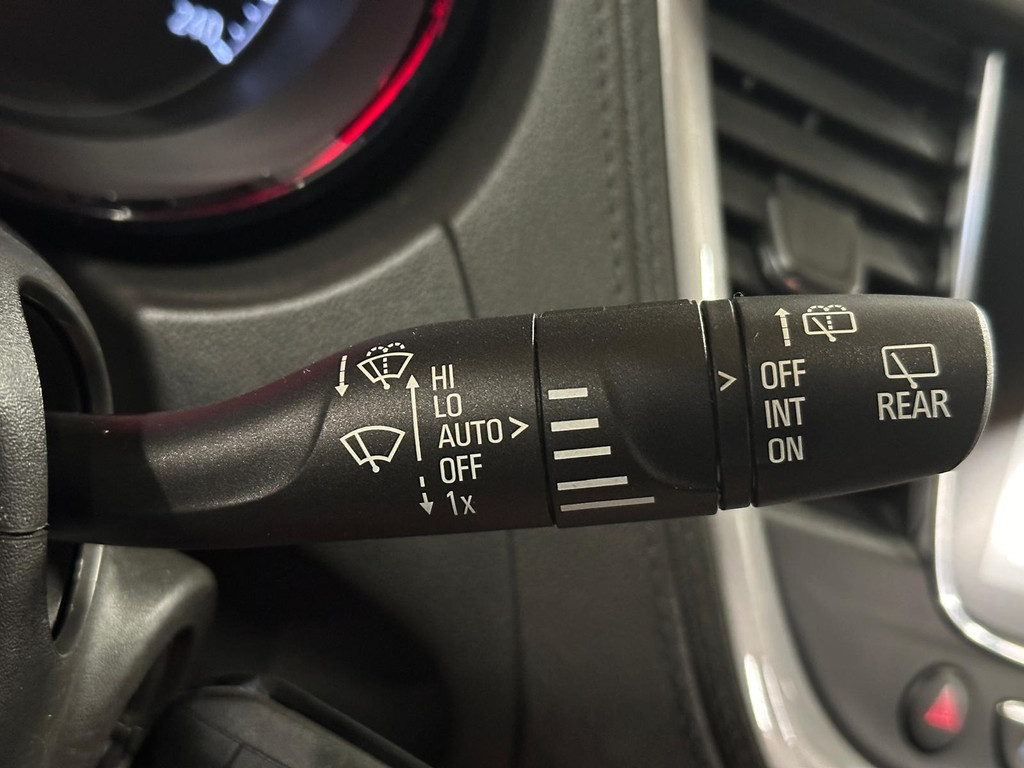 HI
LO
AUTO >
OFF
1x
>
OFF
INT
ON
REAR